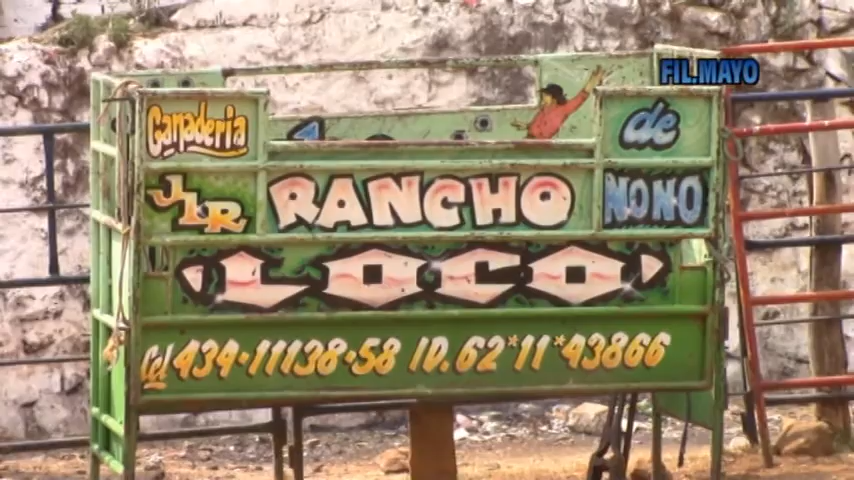 FIL.MAYO
Ganaderia
de
JLR RANCHO NONO
LOCO
Cel 434-11138-58 ID. 62*11*43866